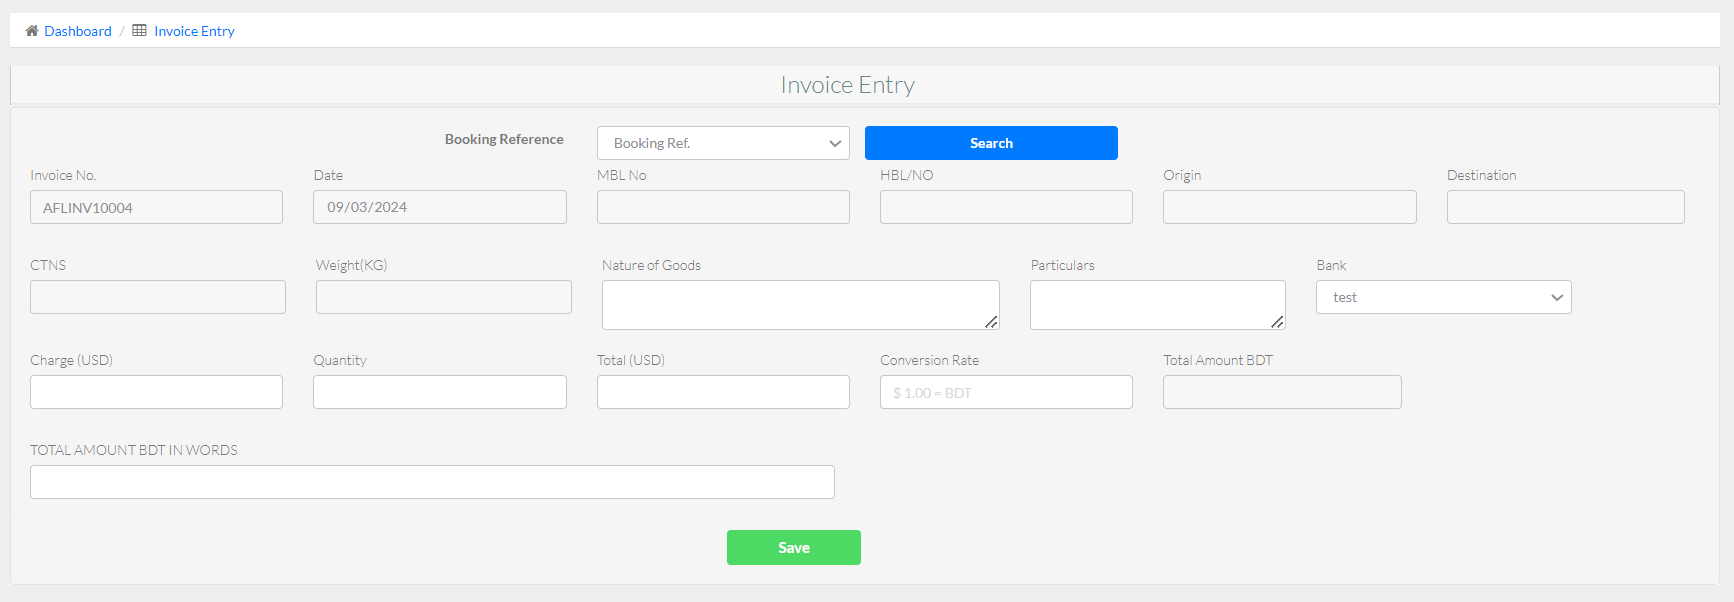 Dashboard / Invoice Entry
Invoice Entry
Booking Reference Booking Ref. Search
Invoice No. Date MBL No HBL/NO Origin Destination
AFLINV10004 09/03/2024
CTNS Weight(KG) Nature of Goods Particulars Bank
test
Charge (USD) Quantity Total (USD) Conversion Rate Total Amount BDT
$ 1.00 = BDT
TOTAL AMOUNT BDT IN WORDS
Save